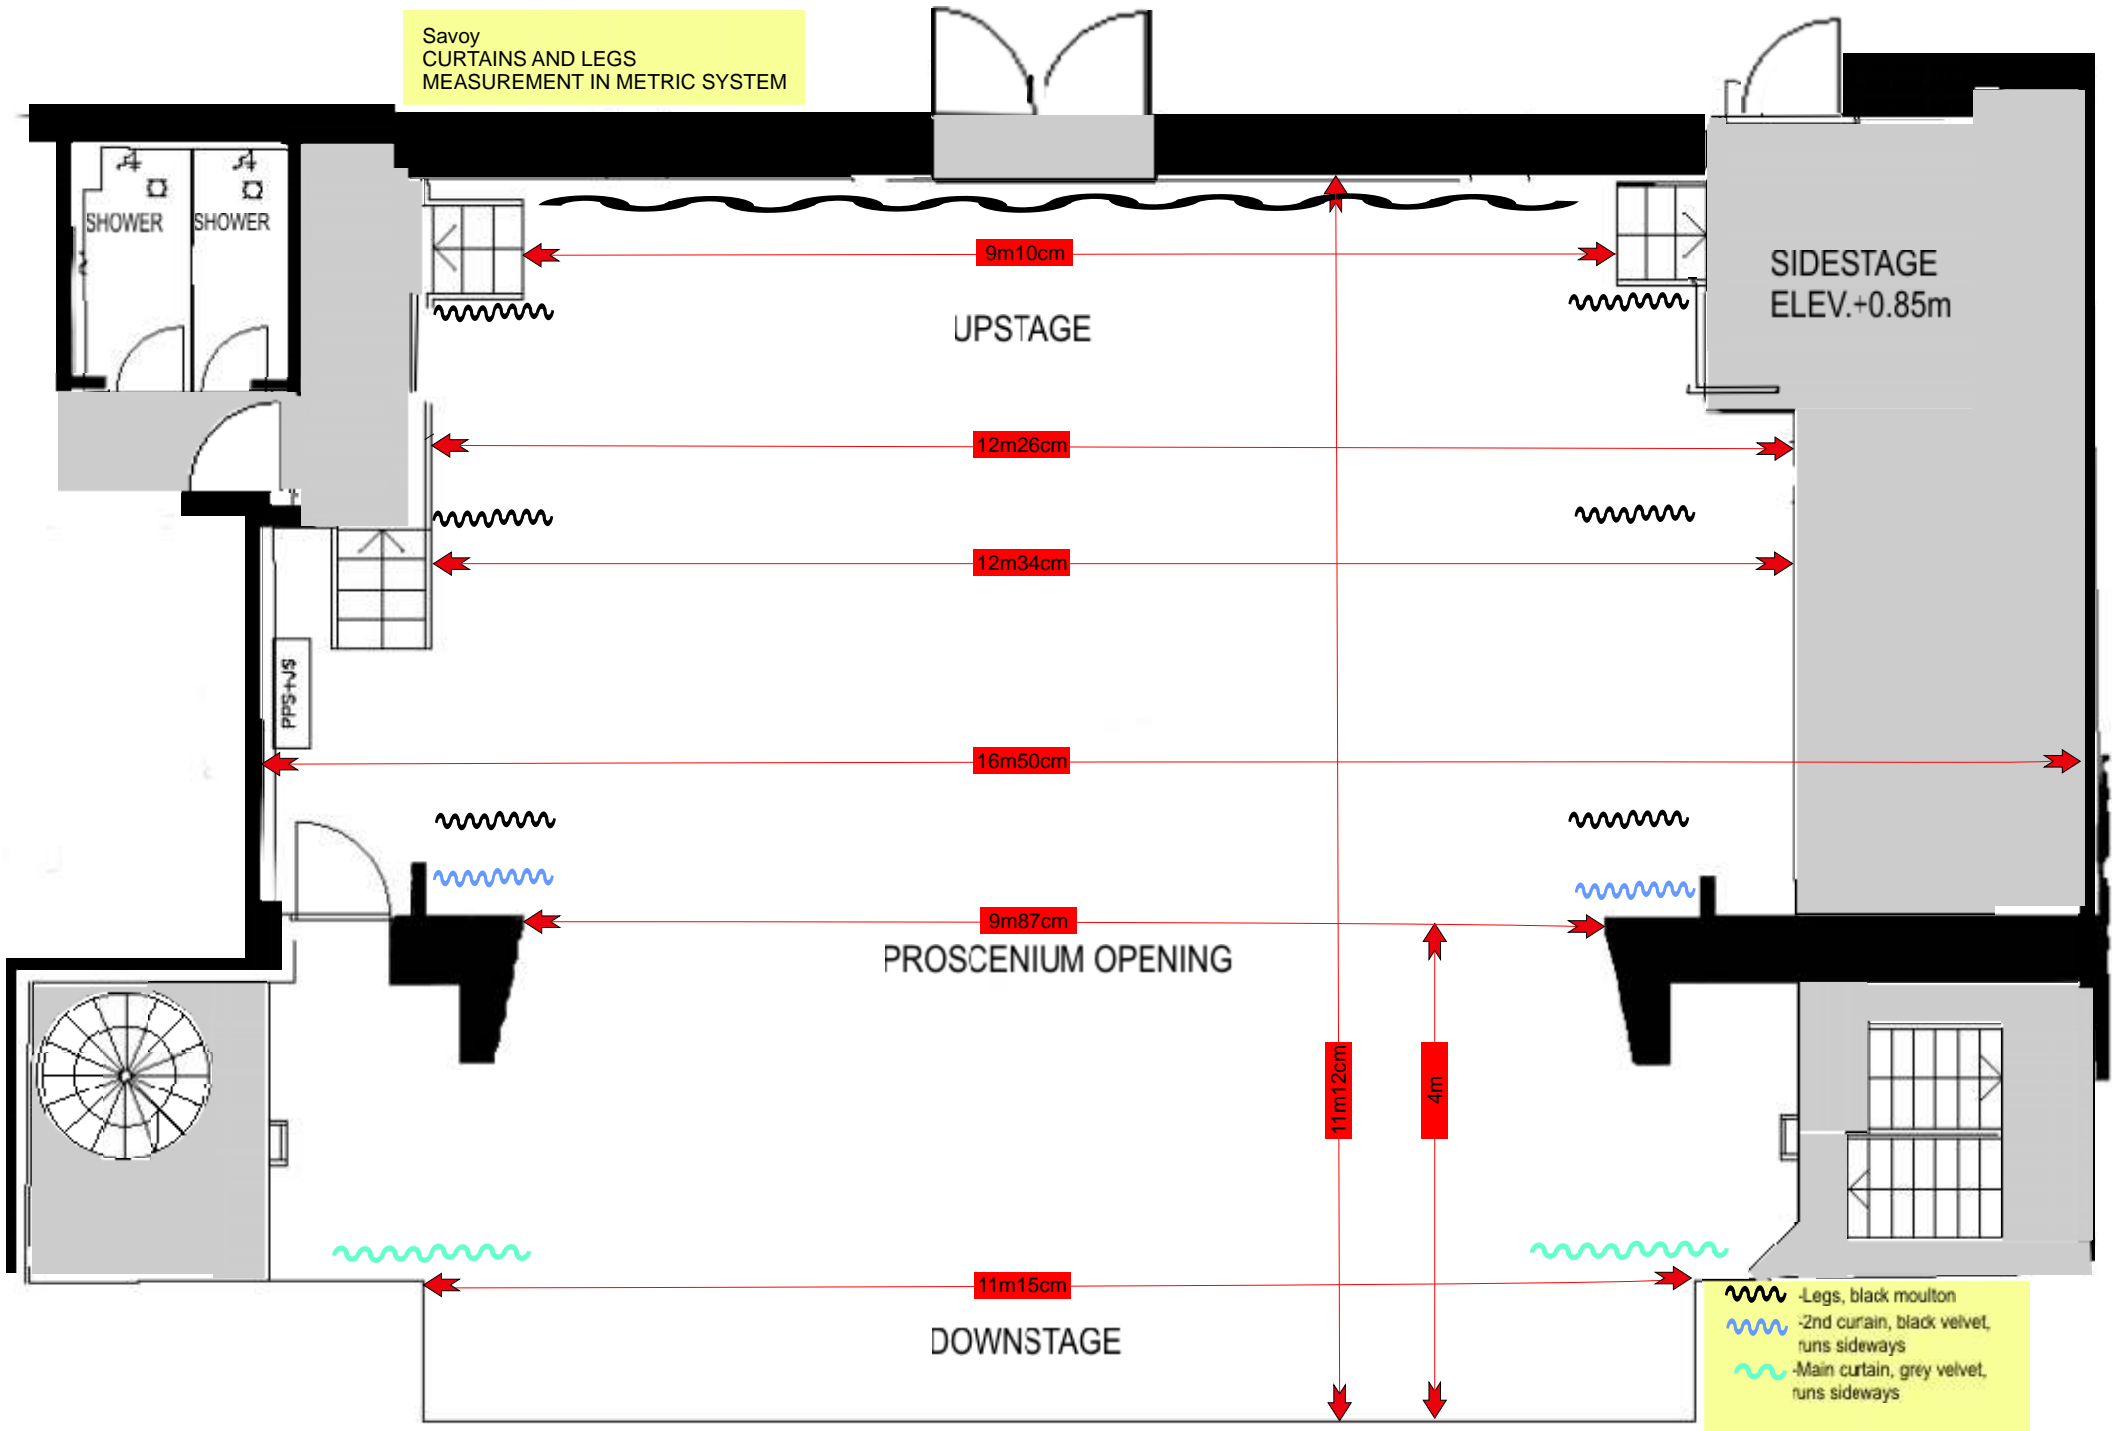 Savoy
CURTAINS AND LEGS
MEASUREMENT IN METRIC SYSTEM
SHOWER
SHOWER
9m10cm
SIDESTAGE
ELEV.+0.85m
UPSTAGE
12m26cm
12m34cm
PPS+JS
16m50cm
9m87cm
PROSCENIUM OPENING
11m12cm
4m
11m15cm
DOWNSTAGE
-Legs, black moulton
-2nd curtain, black velvet,
runs sideways
-Main curtain, grey velvet,
runs sideways